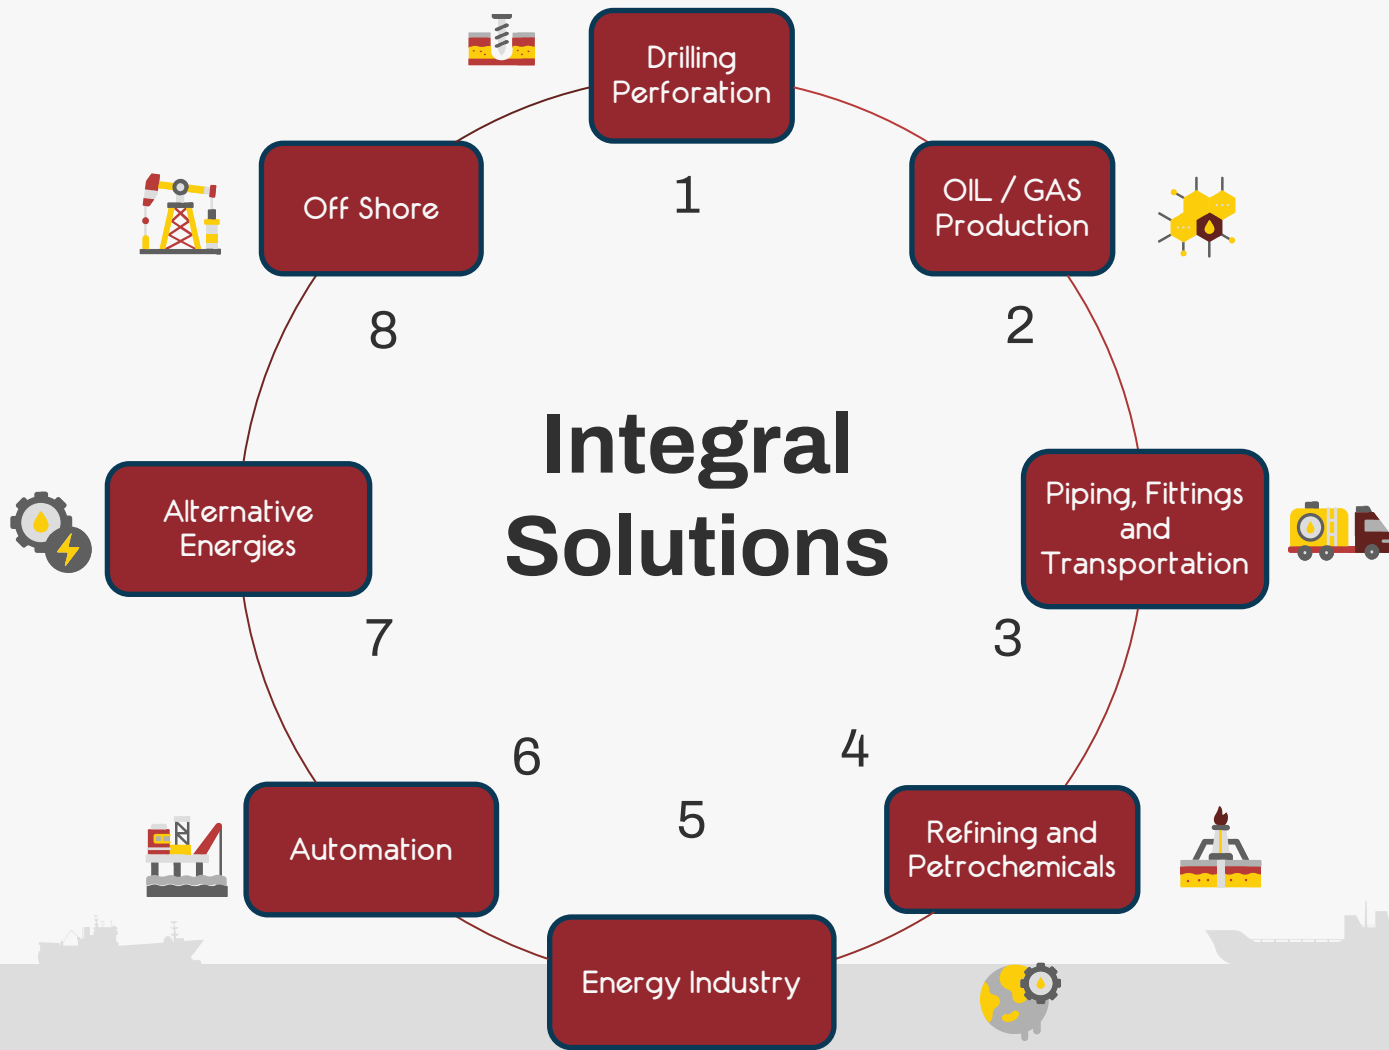 Drilling
Perforation
1
OIL / GAS
Production
2
Piping, Fittings
and
Transportation
3
Refining and
Petrochemicals
4
Energy Industry
5
Automation
6
Alternative
Energies
7
Off Shore
8
Integral
Solutions